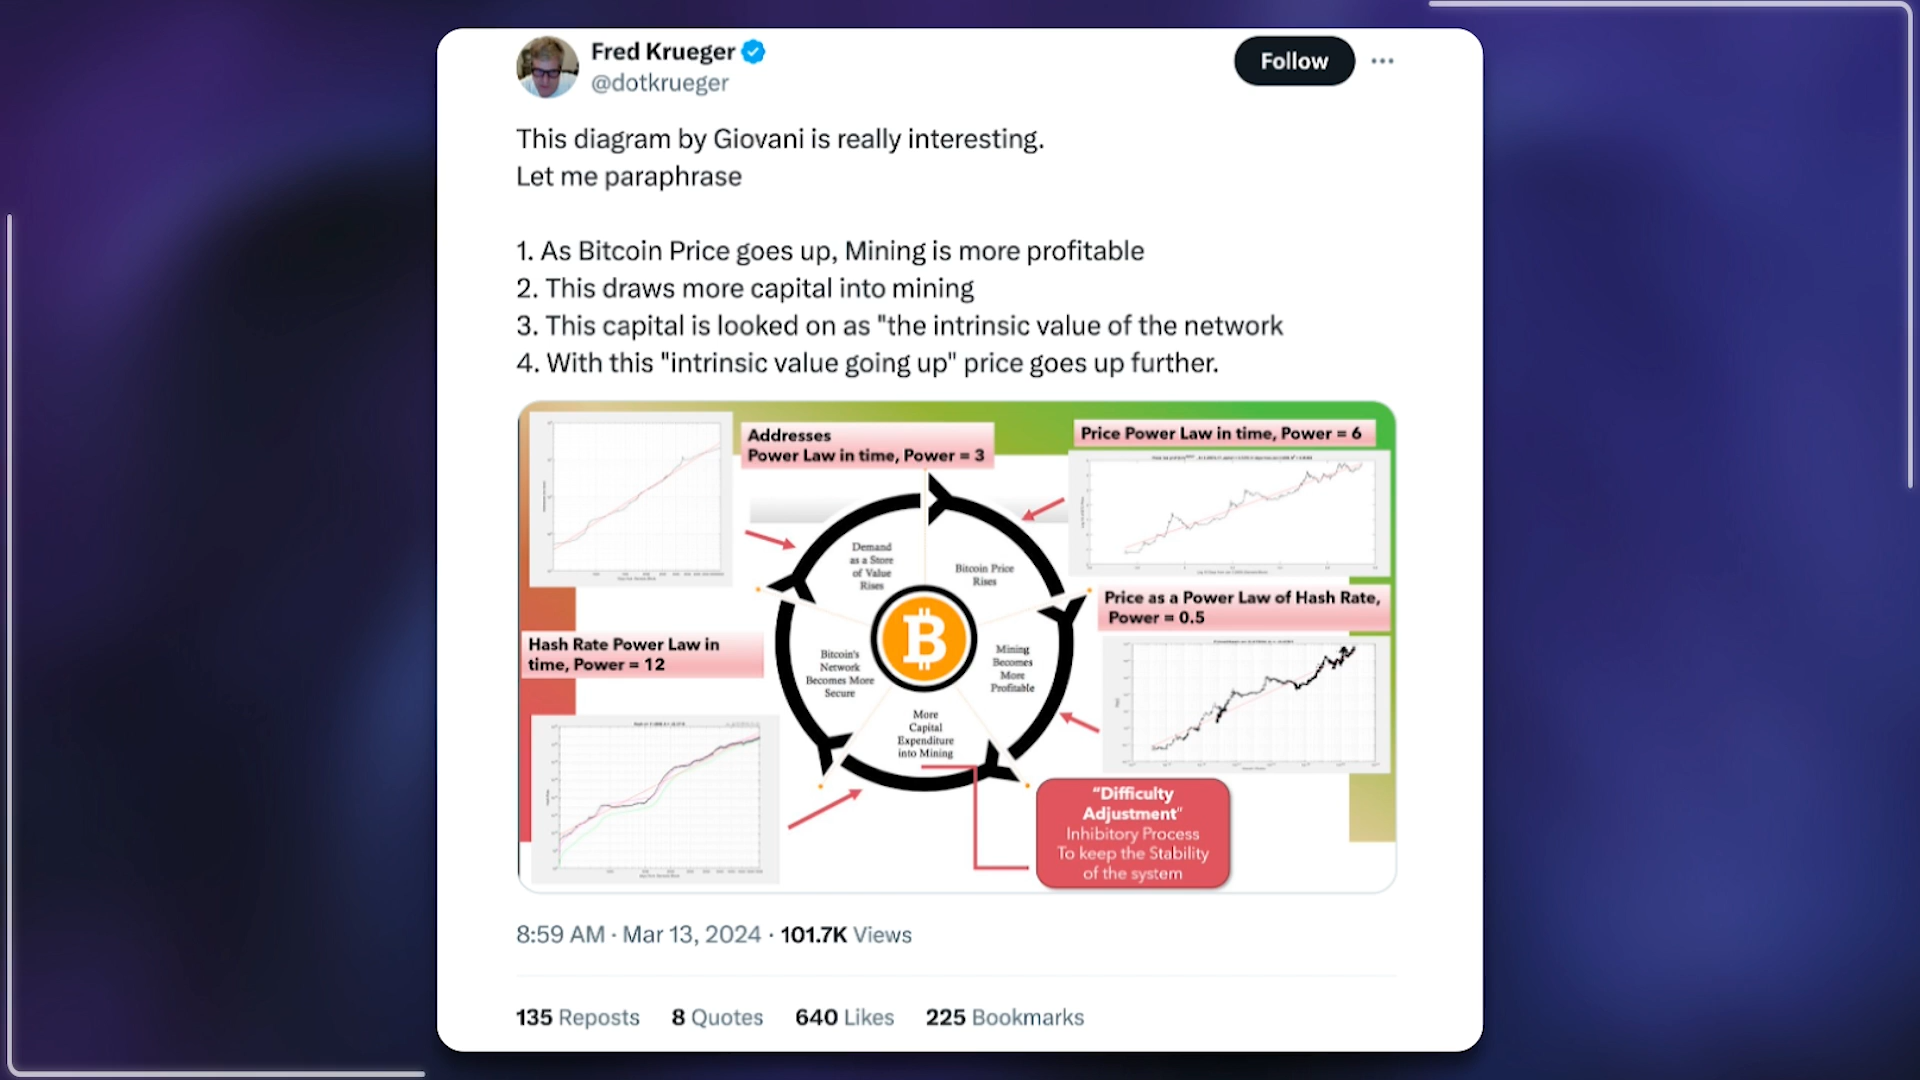 Fred Krueger
@dotkrueger
Follow
This diagram by Giovani is really interesting.
Let me paraphrase
1. As Bitcoin Price goes up, Mining is more profitable
2. This draws more capital into mining
3. This capital is looked on as "the intrinsic value of the network
4. With this "intrinsic value going up" price goes up further.
Addresses
Power Law in time, Power = 3
Price Power Law in time, Power = 6
Demand
as a Store
of Value
Rises
Bitcoin Price
Rises
Price as a Power Law of Hash Rate,
Power = 0.5
Hash Rate Power Law in
time, Power = 12
Bitcoin's
Network
Becomes More
Secure
Mining
Becomes
More
Profitable
More
Capital
Expenditure
into Mining
"Difficulty
Adjustment"
Inhibitory Process
To keep the Stability
of the system
8:59 AM · Mar 13, 2024 · 101.7K Views
135 Reposts 8 Quotes 640 Likes 225 Bookmarks